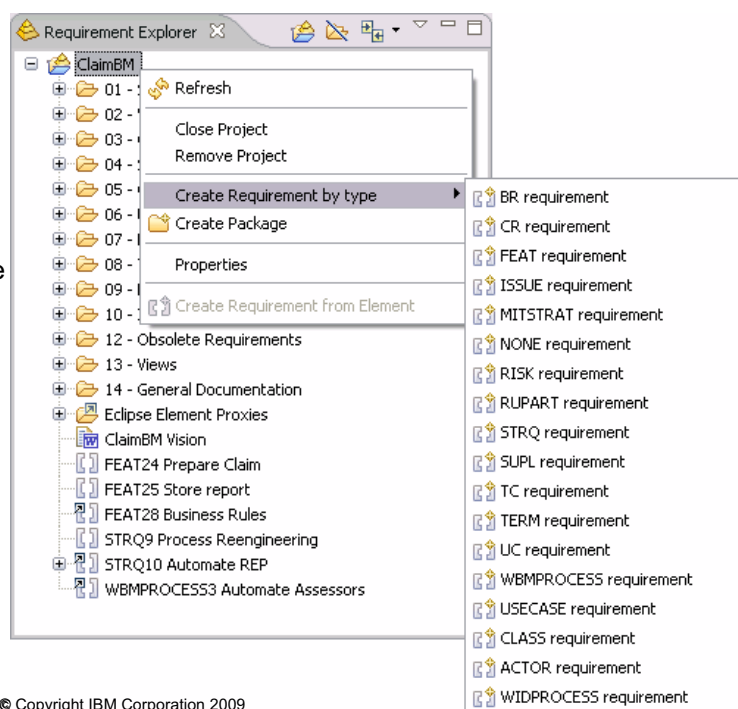 Requirement Explorer
ClaimBM
01 -
02 -
03 -
04 -
05 -
06 -
07 -
08 -
09 -
10 -
12 - Obsolete Requirements
13 - Views
14 - General Documentation
Eclipse Element Proxies
ClaimBM Vision
FEAT24 Prepare Claim
FEAT25 Store report
FEAT28 Business Rules
STRQ9 Process Reengineering
STRQ10 Automate REP
WBMPROCESS3 Automate Assessors
Refresh
Close Project
Remove Project
Create Requirement by type
Create Package
Properties
Create Requirement from Element
BR requirement
CR requirement
FEAT requirement
ISSUE requirement
MITSTRAT requirement
NONE requirement
RISK requirement
RUPART requirement
STRQ requirement
SUPL requirement
TC requirement
TERM requirement
UC requirement
WBMPROCESS requirement
USECASE requirement
CLASS requirement
ACTOR requirement
WIDPROCESS requirement
e
© Copyright IBM Corporation 2009